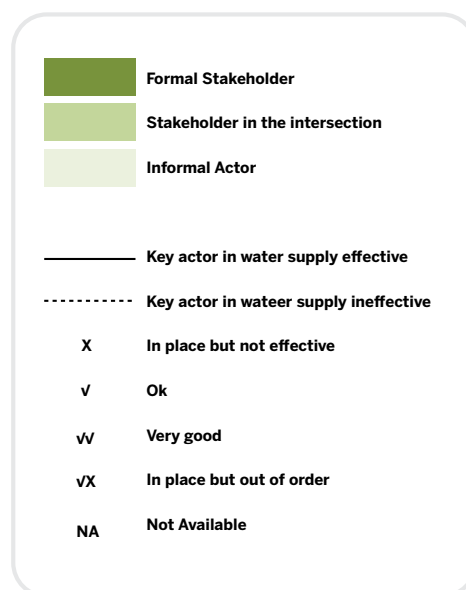 Formal Stakeholder
Stakeholder in the intersection
Informal Actor
Key actor in water supply effective
Key actor in wateer supply ineffective
X In place but not effective
√ Ok
√√ Very good
√X In place but out of order
NA Not Available